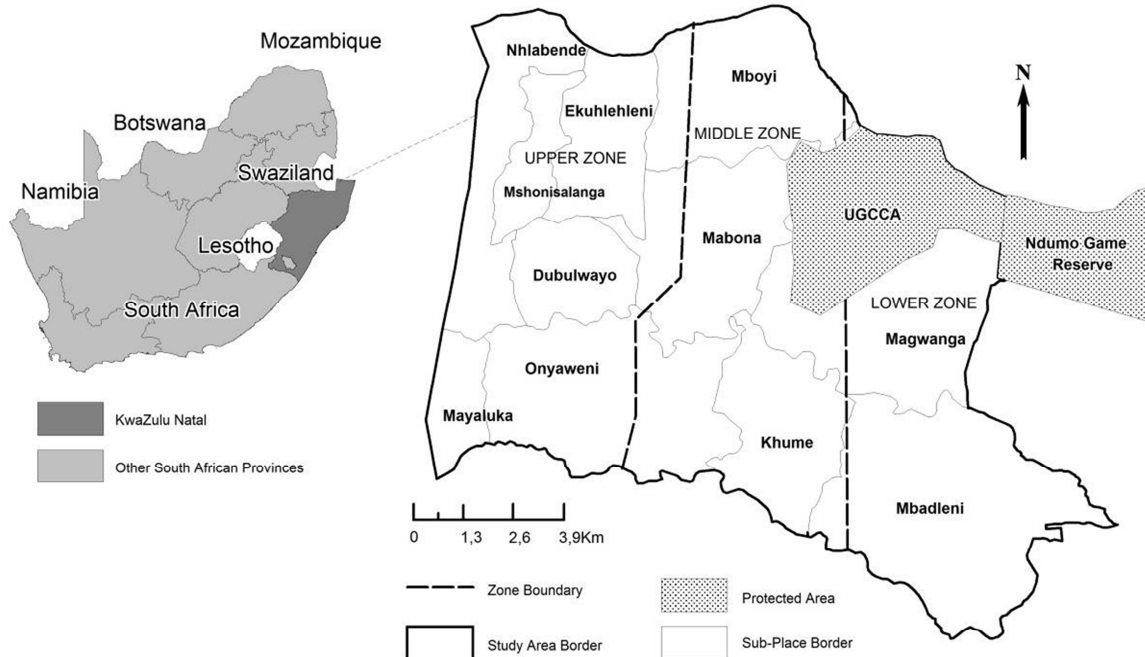 Mozambique
Botswana
Swaziland
Namibia
Lesotho
South Africa
KwaZulu Natal
Other South African Provinces
Nhlabende
Mboyi
N
Ekuhlehleni
MIDDLE ZONE
UPPER ZONE
Mshonisalanga
UGCCA
Mabona
Ndumo Game
Reserve
Dubulwayo
LOWER ZONE
Magwanga
Onyaweni
Mayaluka
Khume
Mbadleni
0 1,3 2,6 3,9Km
Zone Boundary
Protected Area
Study Area Border
Sub-Place Border